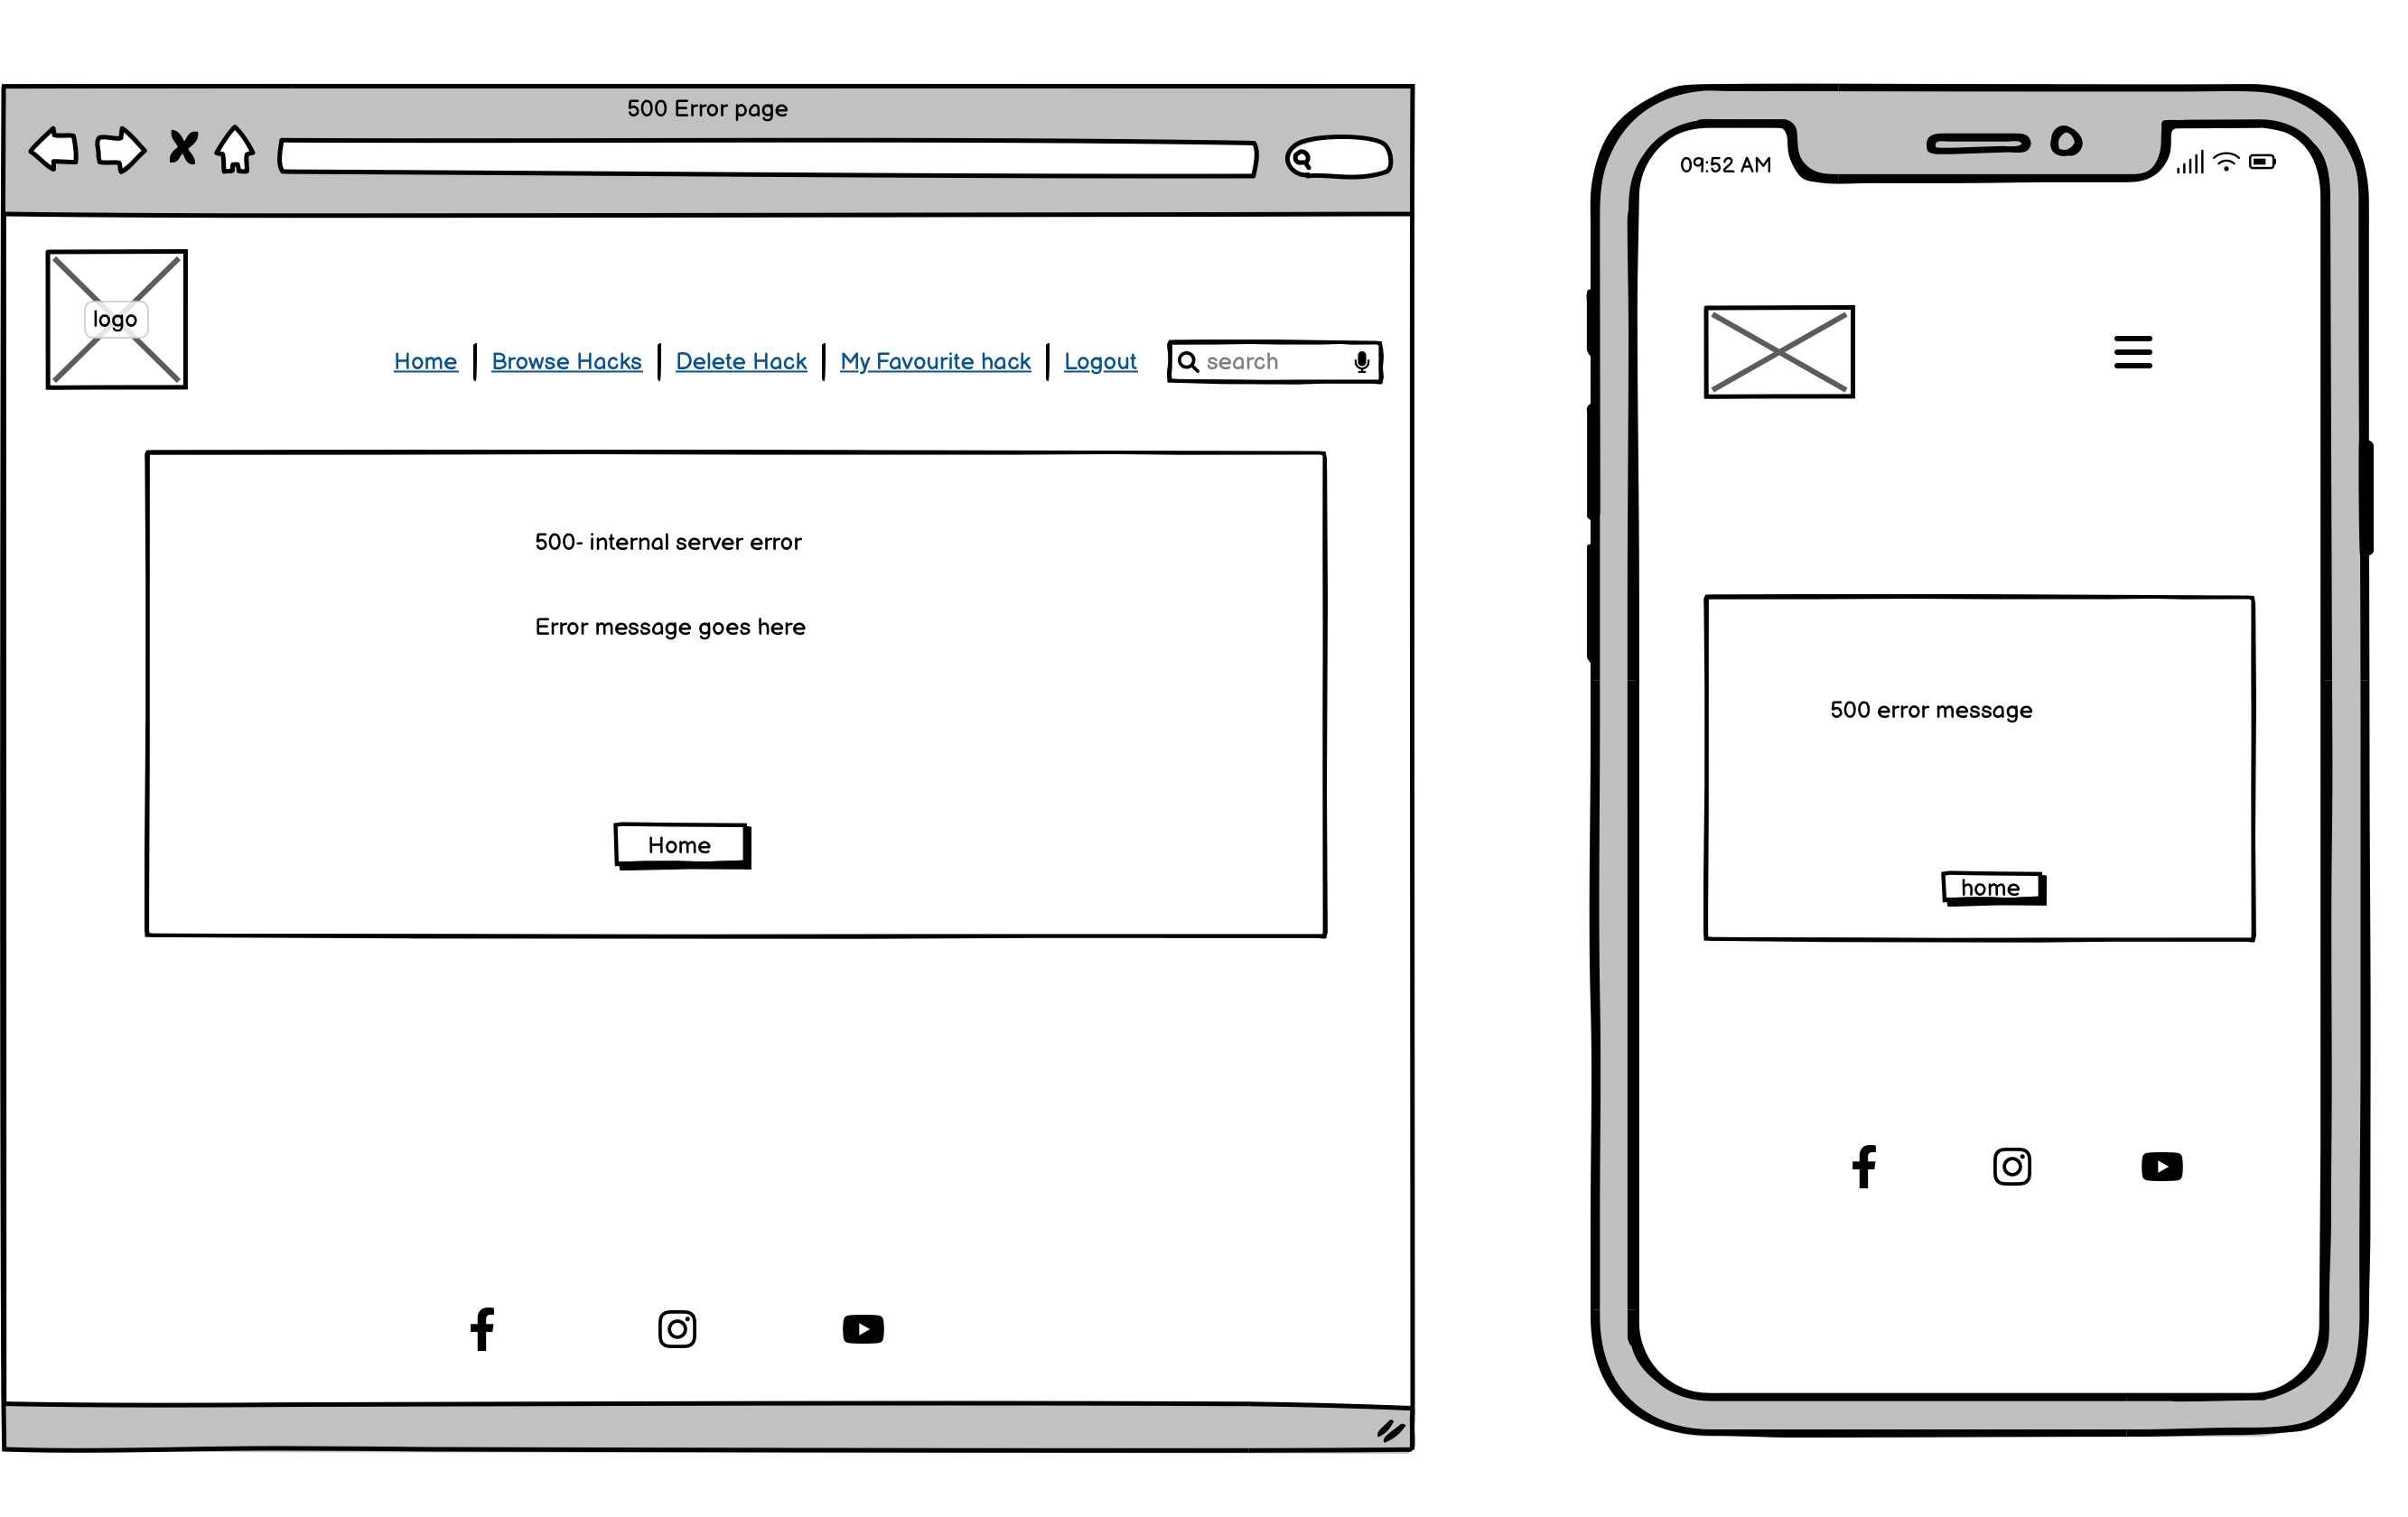 500 Error page
logo
Home | Browse Hacks | Delete Hack | My Favourite hack | Logout
search
500- internal server error
Error message goes here
Home
09:52 AM
500 error message
home